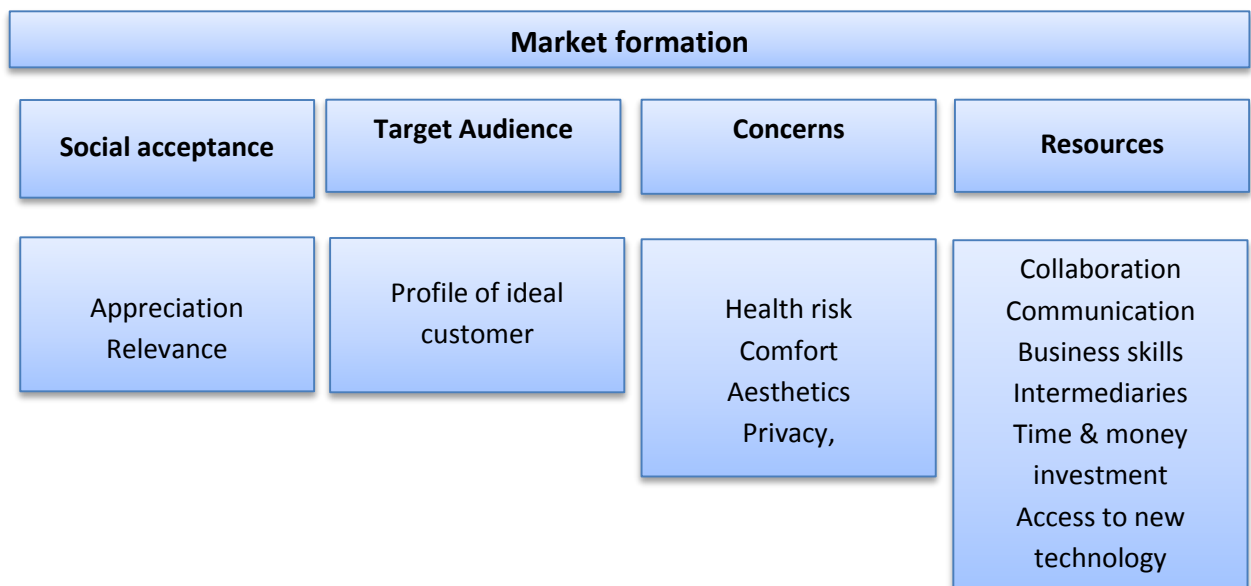 Market formation
Social acceptance
Target Audience
Concerns
Resources
Appreciation
Relevance
Profile of ideal
customer
Health risk
Comfort
Aesthetics
Privacy,
Collaboration
Communication
Business skills
Intermediaries
Time & money
investment
Access to new
technology